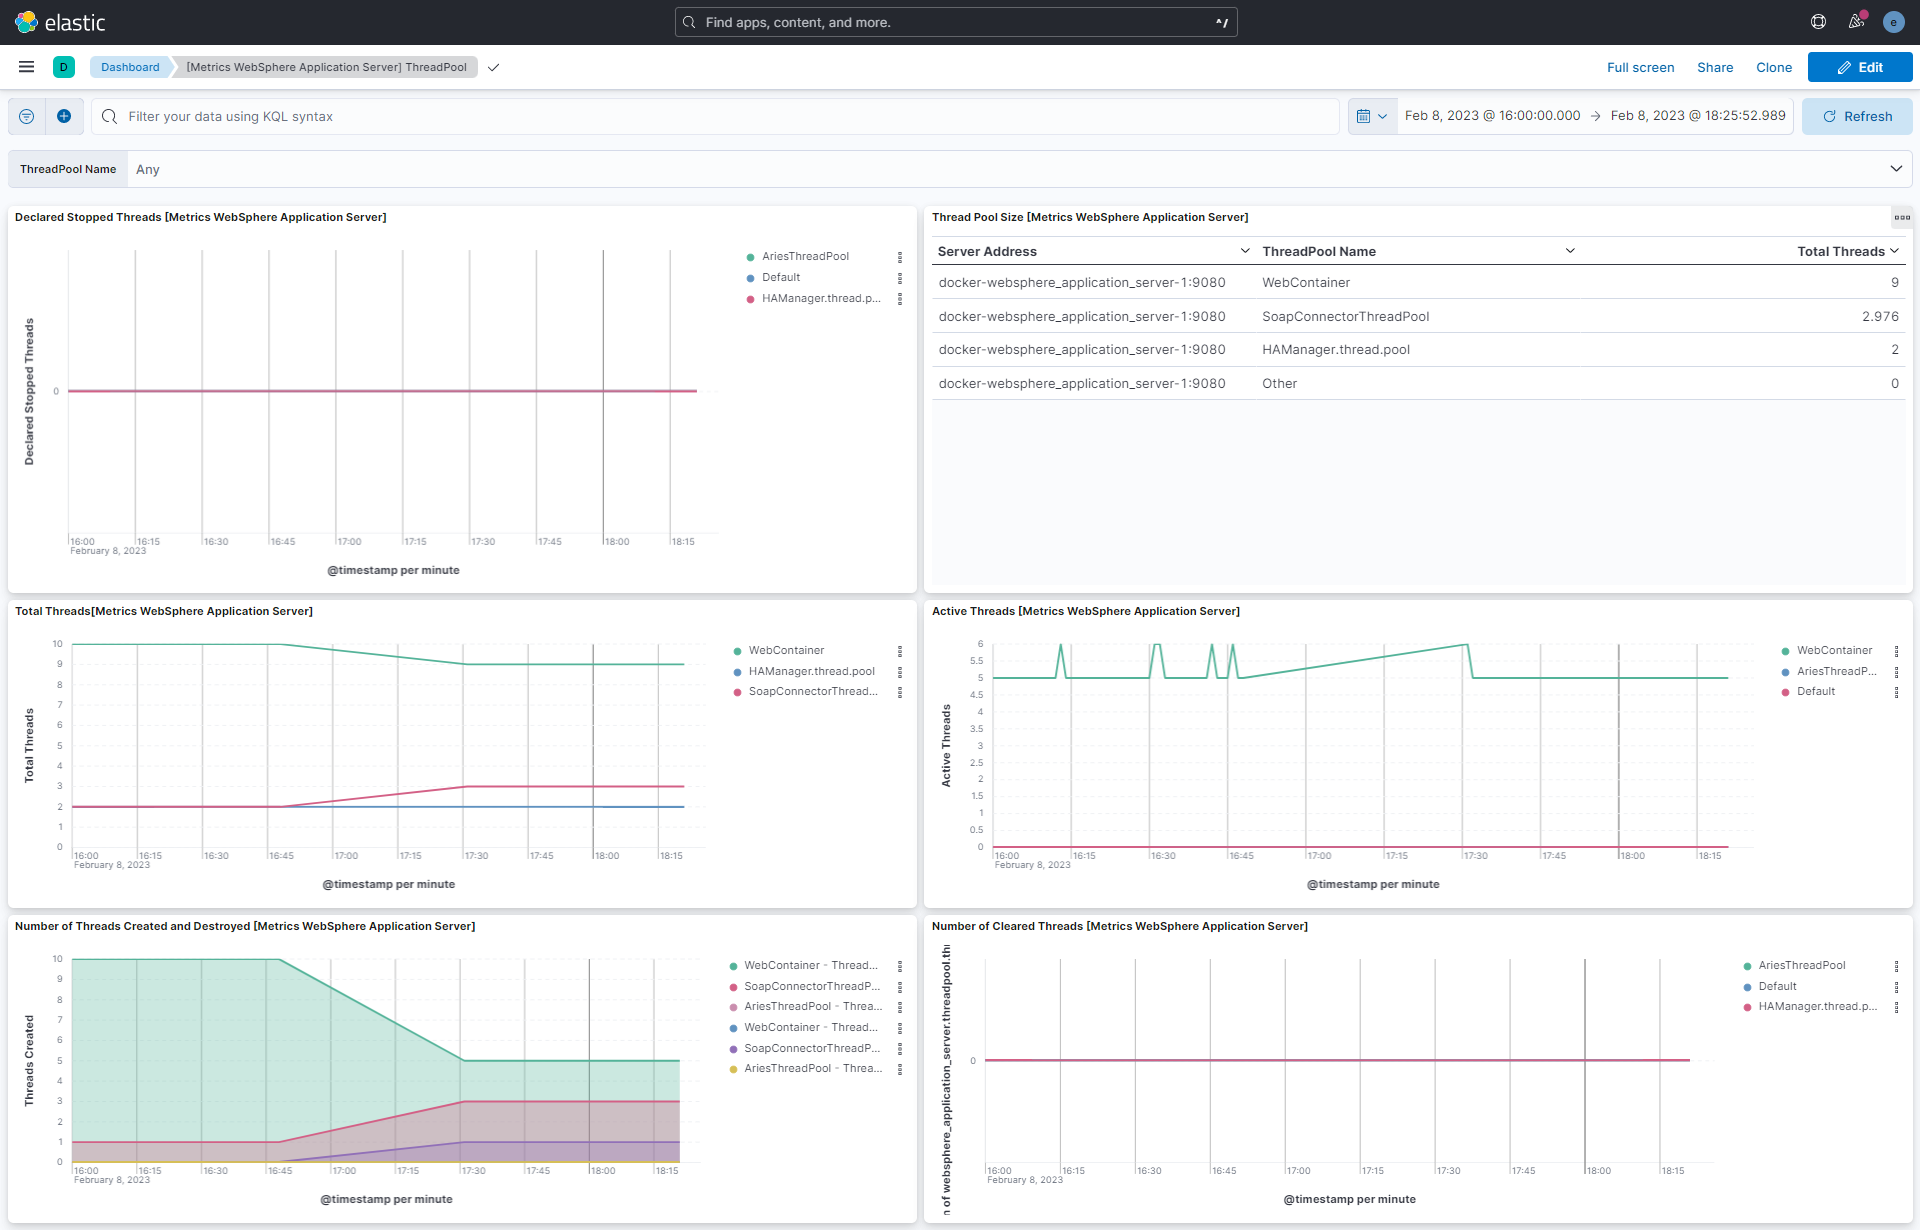 elastic
Find apps, content, and more.
^/
e
D
Dashboard
[Metrics WebSphere Application Server] ThreadPool
Full screen
Share
Clone
Edit
Filter your data using KQL syntax
Feb 8, 2023 @ 16:00:00.000 → Feb 8, 2023 @ 18:25:52.989
Refresh
ThreadPool Name
Any
Declared Stopped Threads [Metrics WebSphere Application Server]
Declared Stopped Threads
0
16:00 16:15 16:30 16:45 17:00 17:15 17:30 17:45 18:00 18:15
February 8, 2023
@timestamp per minute
AriesThreadPool
Default
HAManager.thread.p...
Thread Pool Size [Metrics WebSphere Application Server]
Server Address ThreadPool Name Total Threads
docker-websphere_application_server-1:9080 WebContainer 9
docker-websphere_application_server-1:9080 SoapConnectorThreadPool 2.976
docker-websphere_application_server-1:9080 HAManager.thread.pool 2
docker-websphere_application_server-1:9080 Other 0
Total Threads[Metrics WebSphere Application Server]
Total Threads
10
9
8
7
6
5
4
3
2
1
0
16:00 16:15 16:30 16:45 17:00 17:15 17:30 17:45 18:00 18:15
February 8, 2023
@timestamp per minute
WebContainer
HAManager.thread.pool
SoapConnectorThread...
Active Threads [Metrics WebSphere Application Server]
Active Threads
6
5.5
5
4.5
4
3.5
3
2.5
2
1.5
1
0.5
0
16:00 16:15 16:30 16:45 17:00 17:15 17:30 17:45 18:00 18:15
February 8, 2023
@timestamp per minute
WebContainer
AriesThreadP...
Default
Number of Threads Created and Destroyed [Metrics WebSphere Application Server]
Threads Created
10
9
8
7
6
5
4
3
2
1
0
16:00 16:15 16:30 16:45 17:00 17:15 17:30 17:45 18:00 18:15
February 8, 2023
@timestamp per minute
WebContainer - Thread...
SoapConnectorThreadP...
AriesThreadPool - Threa...
WebContainer - Thread...
SoapConnectorThreadP...
AriesThreadPool - Threa...
Number of Cleared Threads [Metrics WebSphere Application Server]
of websphere_application_server.threadpool.thr
0
16:00 16:15 16:30 16:45 17:00 17:15 17:30 17:45 18:00 18:15
February 8, 2023
@timestamp per minute
AriesThreadPool
Default
HAManager.thread.p...